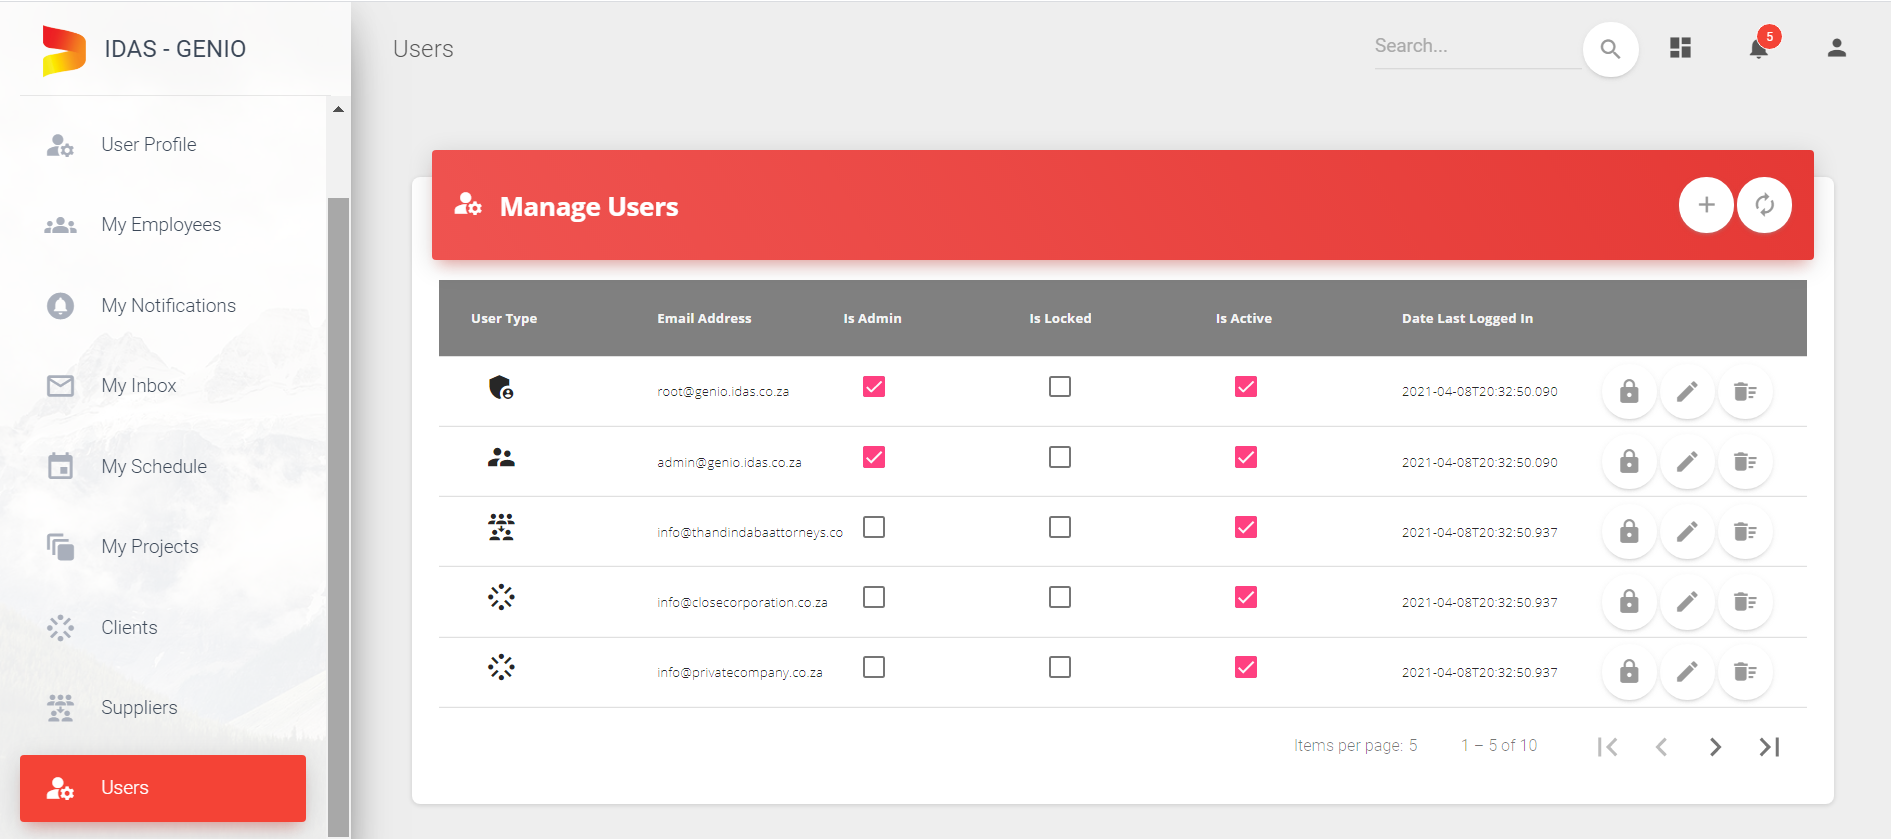 IDAS - GENIO
Users
Search...
5
User Profile
My Employees
My Notifications
My Inbox
My Schedule
My Projects
Clients
Suppliers
Users
Manage Users
User Type Email Address Is Admin Is Locked Is Active Date Last Logged In
root@genio.idas.co.za 2021-04-08T20:32:50.090
admin@genio.idas.co.za 2021-04-08T20:32:50.090
info@thandindabaattorneys.co 2021-04-08T20:32:50.937
info@closecorporation.co.za 2021-04-08T20:32:50.937
info@privatecompany.co.za 2021-04-08T20:32:50.937
Items per page: 5 1 – 5 of 10